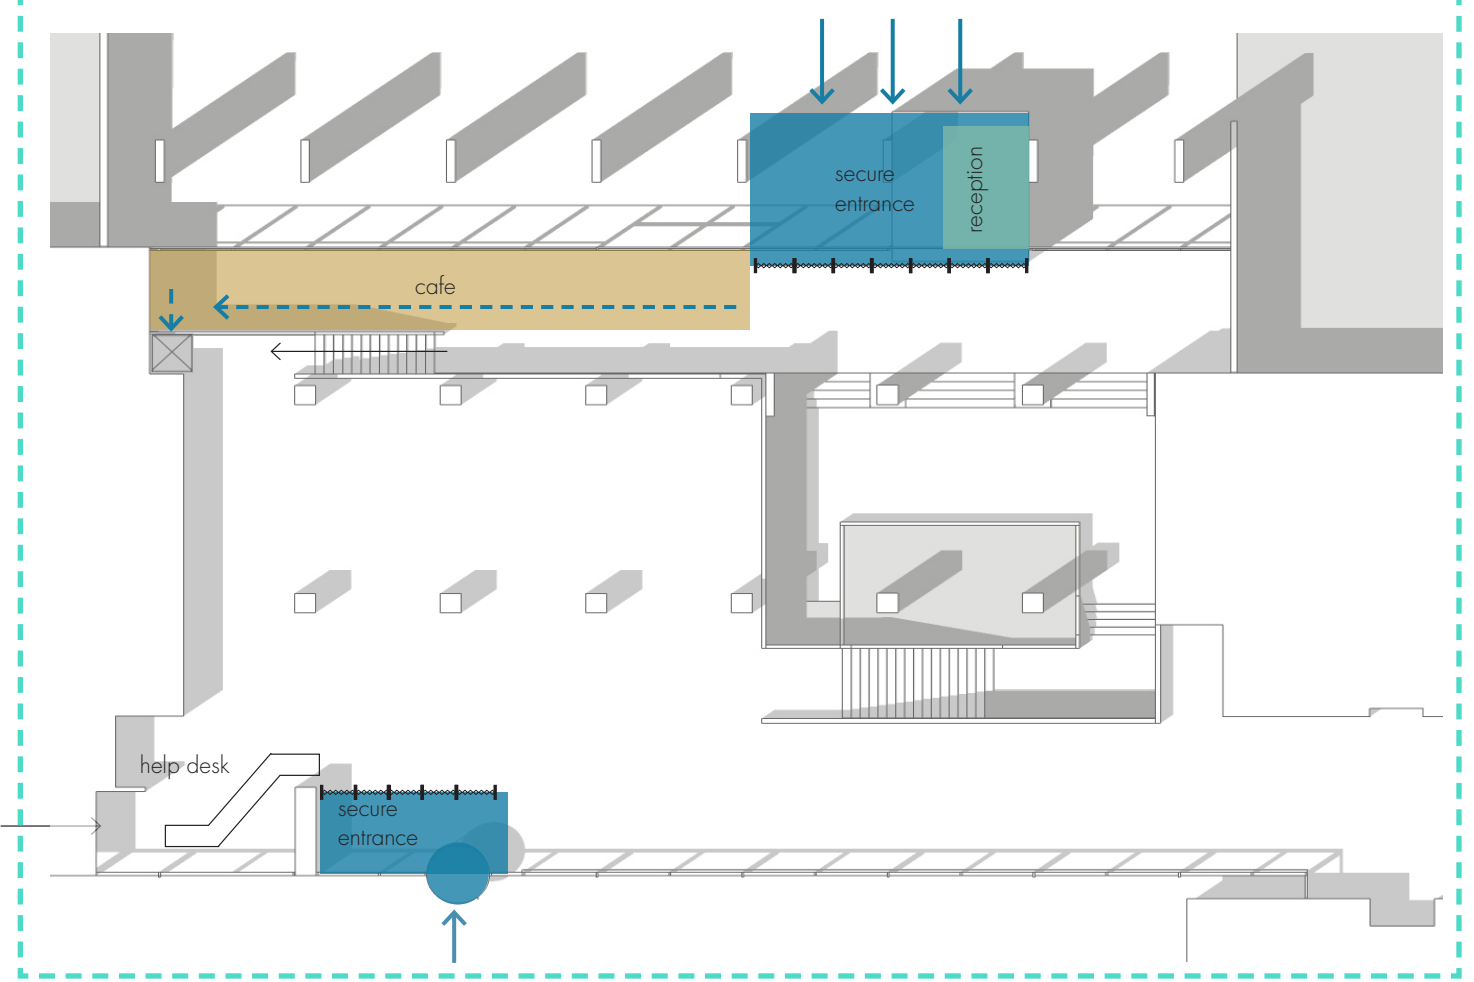 secure
entrance
reception
cafe
help desk
secure
entrance